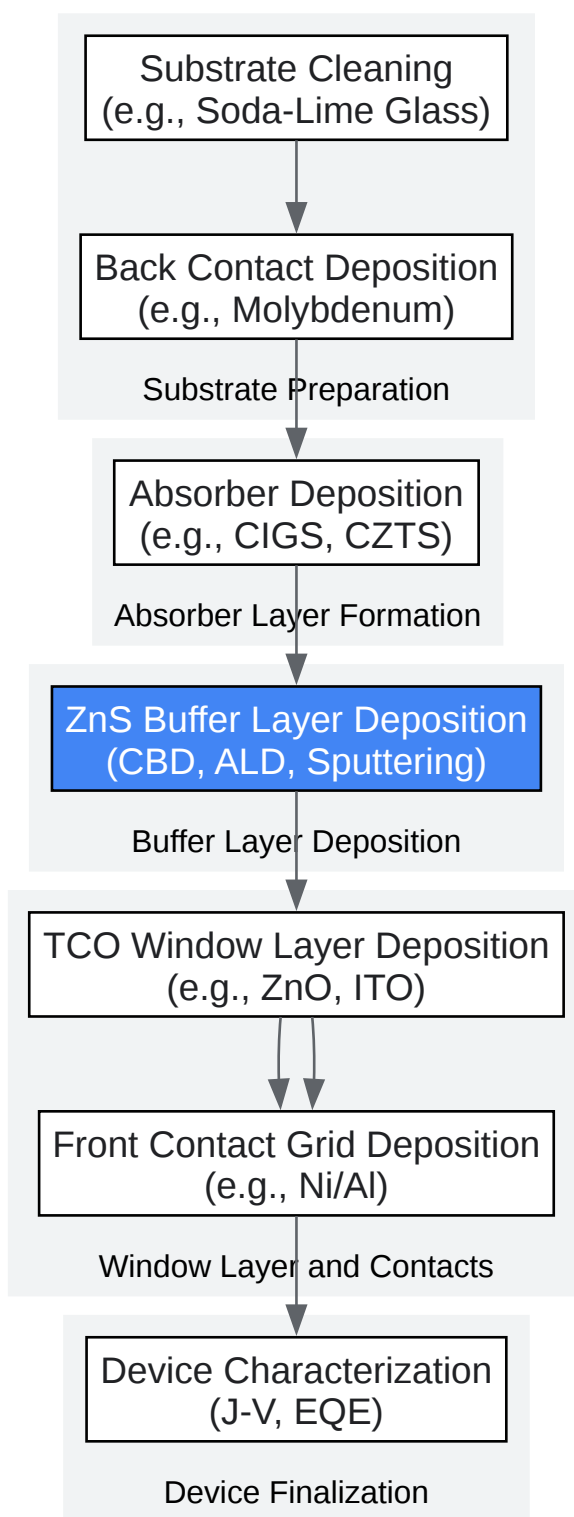 Substrate Cleaning
(e.g., Soda-Lime Glass)
Back Contact Deposition
(e.g., Molybdenum)
Substrate Preparation
Absorber Deposition
(e.g., CIGS, CZTS)
Absorber Layer Formation
ZnS Buffer Layer Deposition
(CBD, ALD, Sputtering)
Buffer Layer Deposition
TCO Window Layer Deposition
(e.g., ZnO, ITO)
Front Contact Grid Deposition
(e.g., Ni/Al)
Window Layer and Contacts
Device Characterization
(J-V, EQE)
Device Finalization